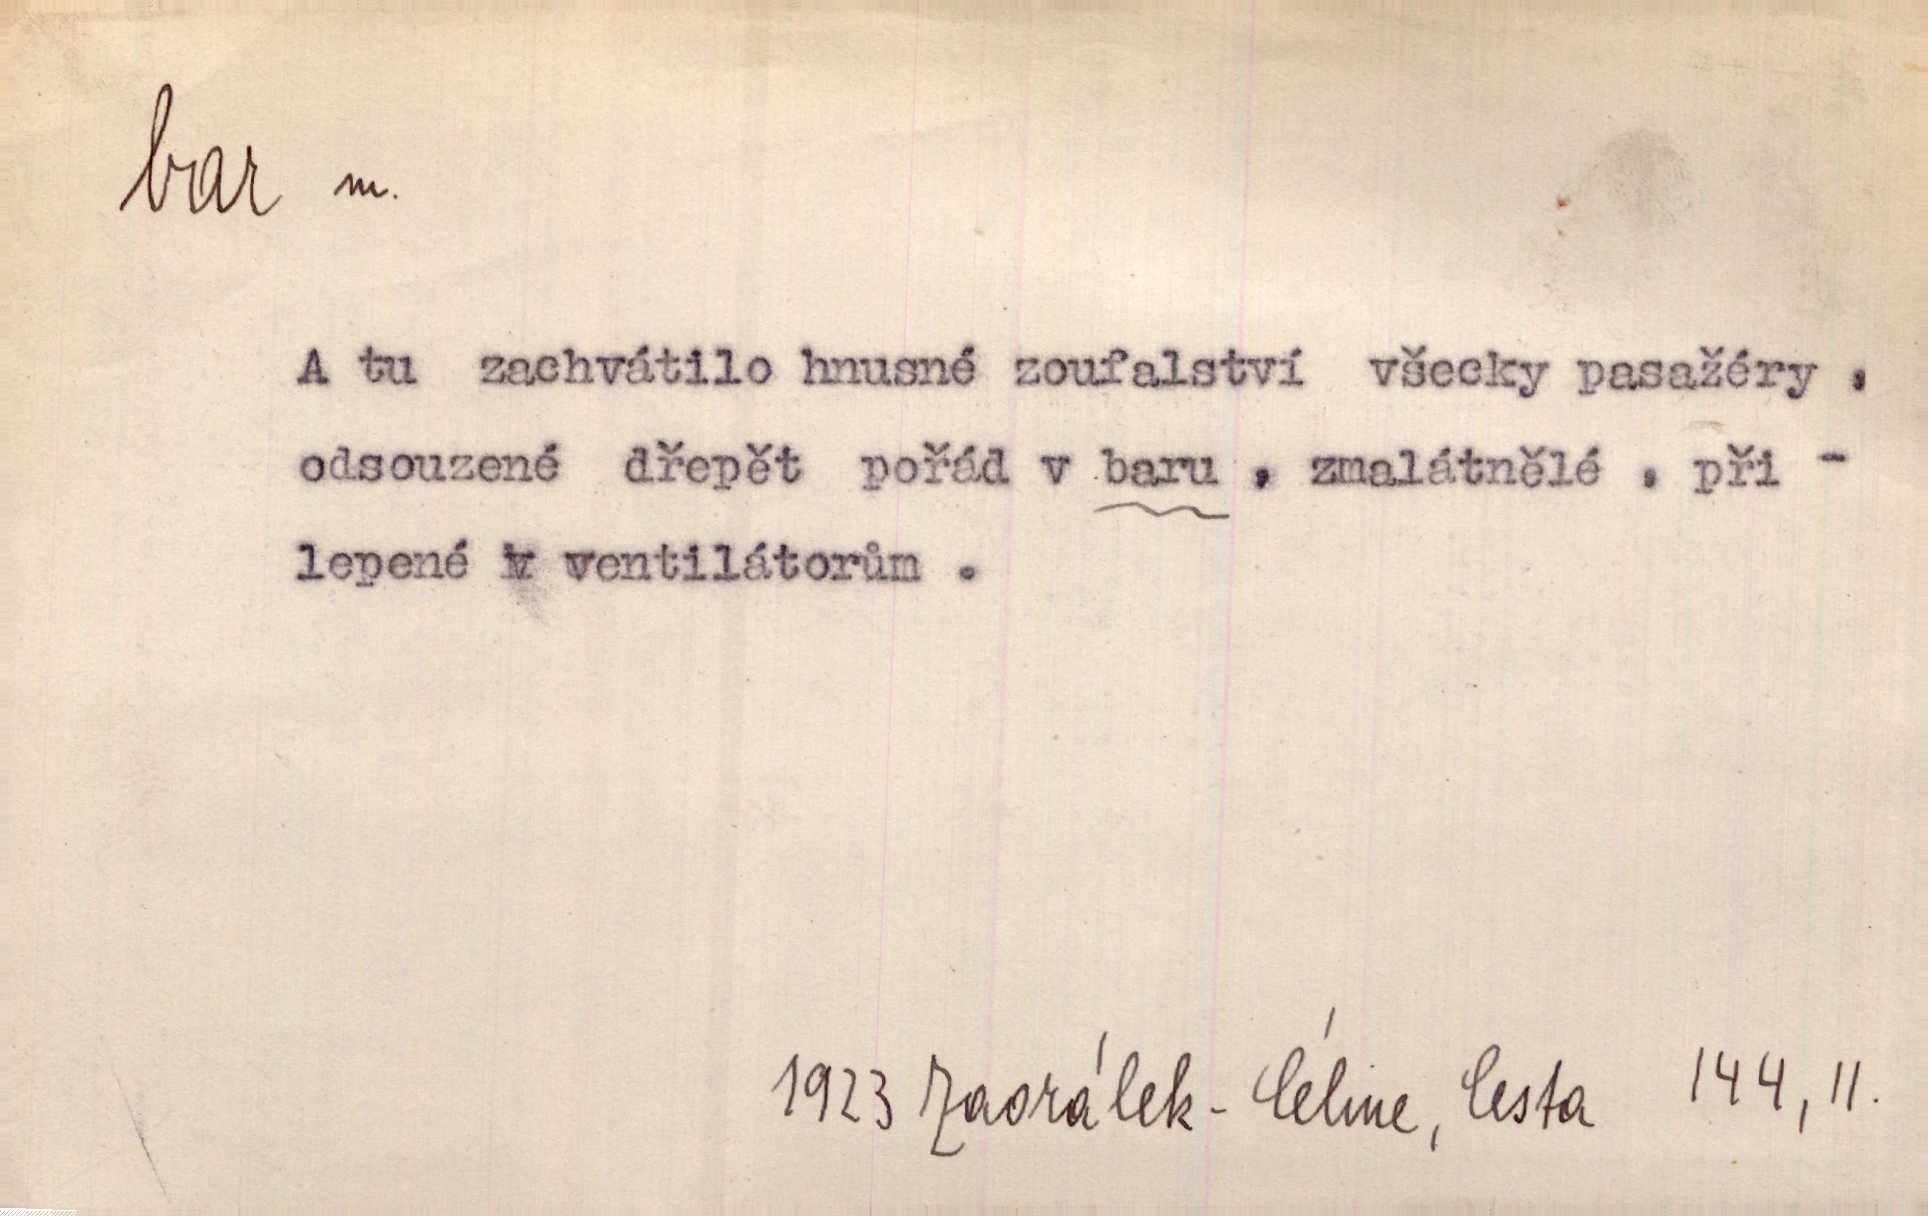 bar m.
A tu zachvátilo hnusné zoufalství všecky pasažéry ,
odsouzené dřepět pořád v baru , zmalátnělé , při -
lepené ventilátorům .
1923 Zaorálek - Céline, Cesta 144, II.